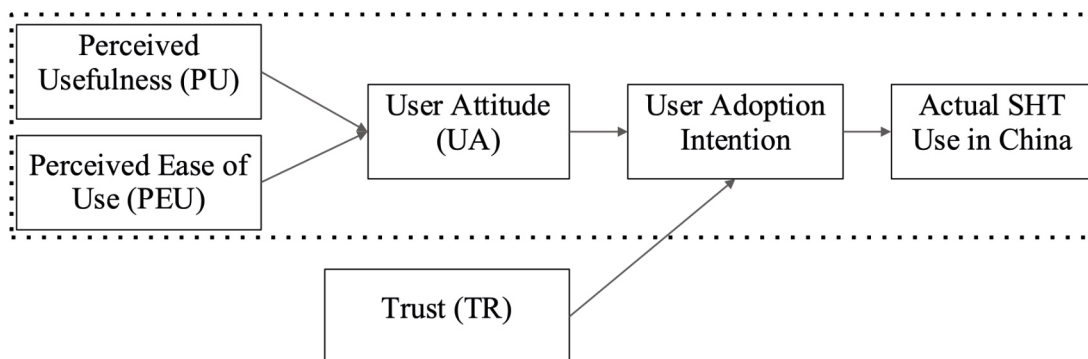 Perceived
Usefulness (PU)
Perceived Ease of
Use (PEU)
User Attitude
(UA)
User Adoption
Intention
Actual SHT
Use in China
Trust (TR)